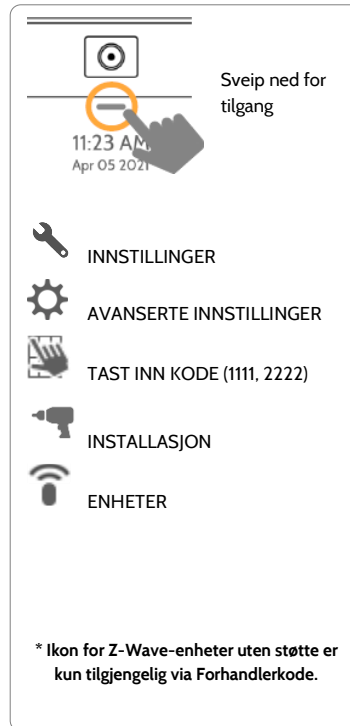 Sveip ned for
tilgang
11:23 AM
Apr 05 2021
INNSTILLINGER
AVANSERTE INNSTILLINGER
TAST INN KODE (1111, 2222)
INSTALLASJON
ENHETER
* Ikon for Z-Wave-enheter uten støtte er
kun tilgjengelig via Forhandlerkode.